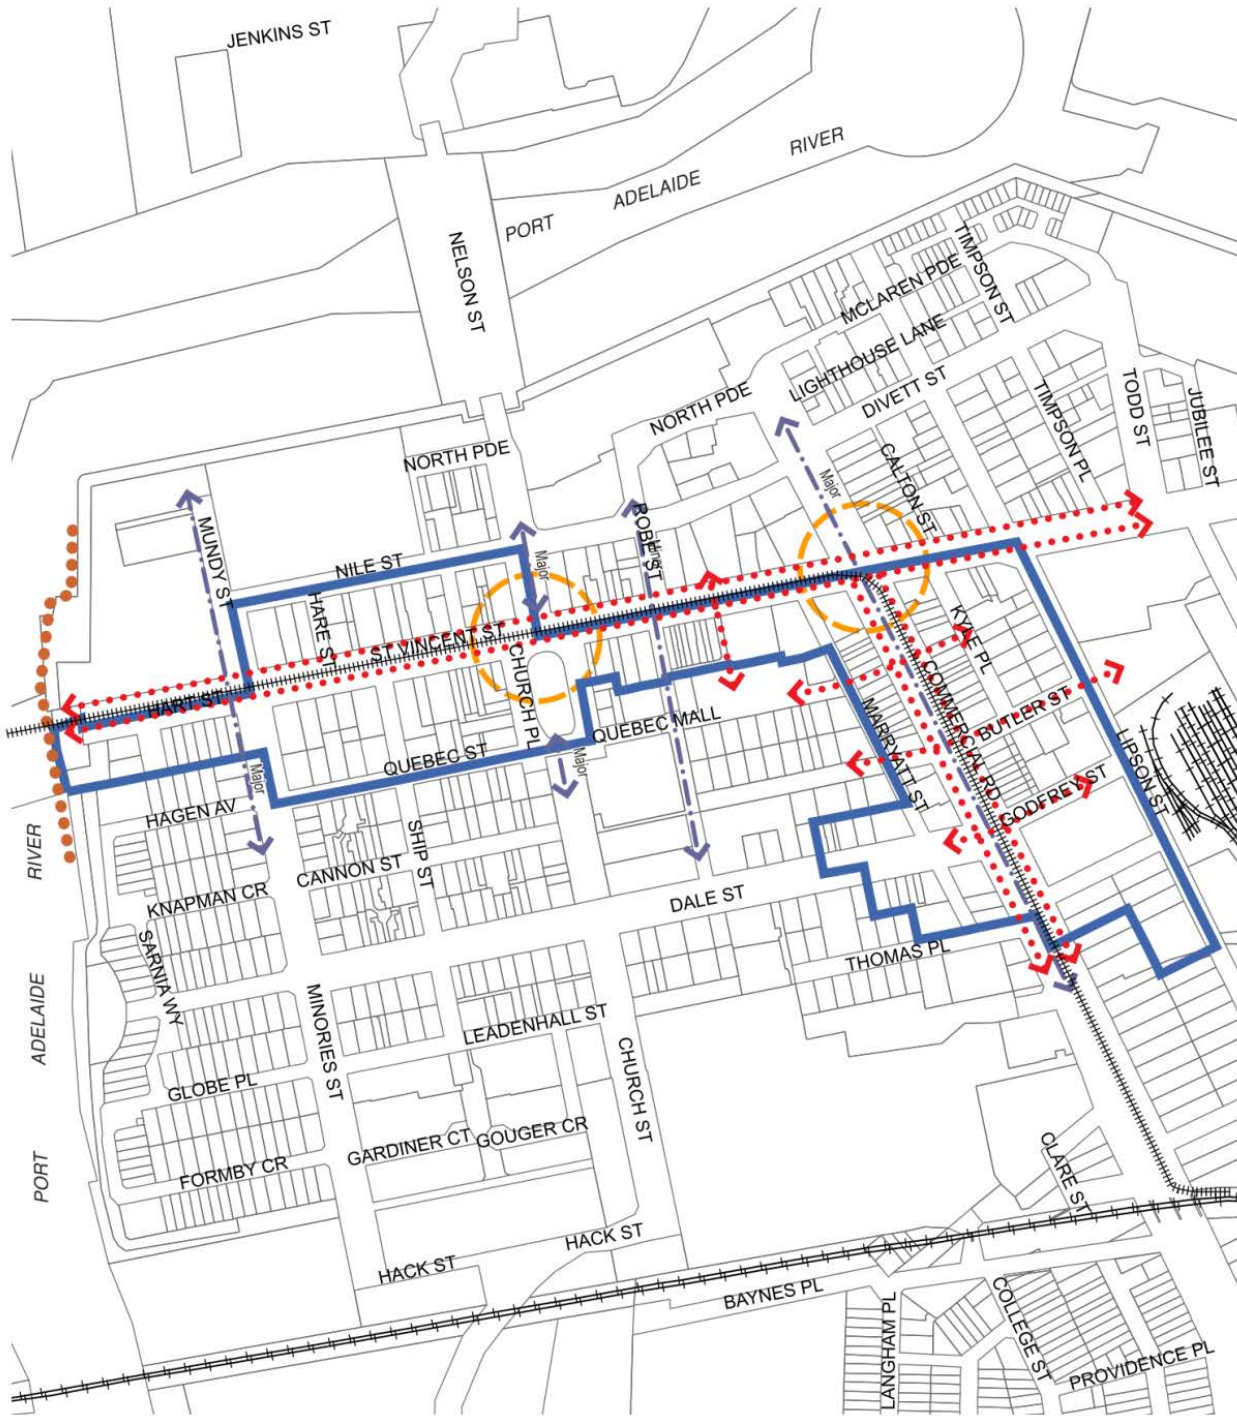 JENKINS ST
RIVER
ADELAIDE
PORT
NELSON ST
TIMPSON ST
MCLAREN PDE
LIGHTHOUSE LANE
DIVETT ST
NORTH PDE
TIMPSON PL
TODD ST
JUBILEE ST
NORTH PDE
CALTON ST
Major
MUNDY ST
ROBE ST
Minor
Major
NILE ST
HARE ST
ST VINCENT ST
CHURCH PL
KYAE PL
HART ST
COMMERCIAL RD
BUTLER ST
MARRYATT ST
QUEBEC MALL
QUEBEC ST
Major
Major
LIPSON ST
GODFREY ST
HAGEN AV
SHIP ST
CANNON ST
KNAPMAN CR
DALE ST
RIVER
SARNIA WY
THOMAS PL
ADELAIDE
MINORIES ST
LEADENHALL ST
GLOBE PL
CHURCH ST
GARDINER CT
GOUGER CR
PORT
FORMBY CR
CLARE ST
HACK ST
HACK ST
BAYNES PL
LANGHAM PL
COLLEGE ST
PROVIDENCE PL